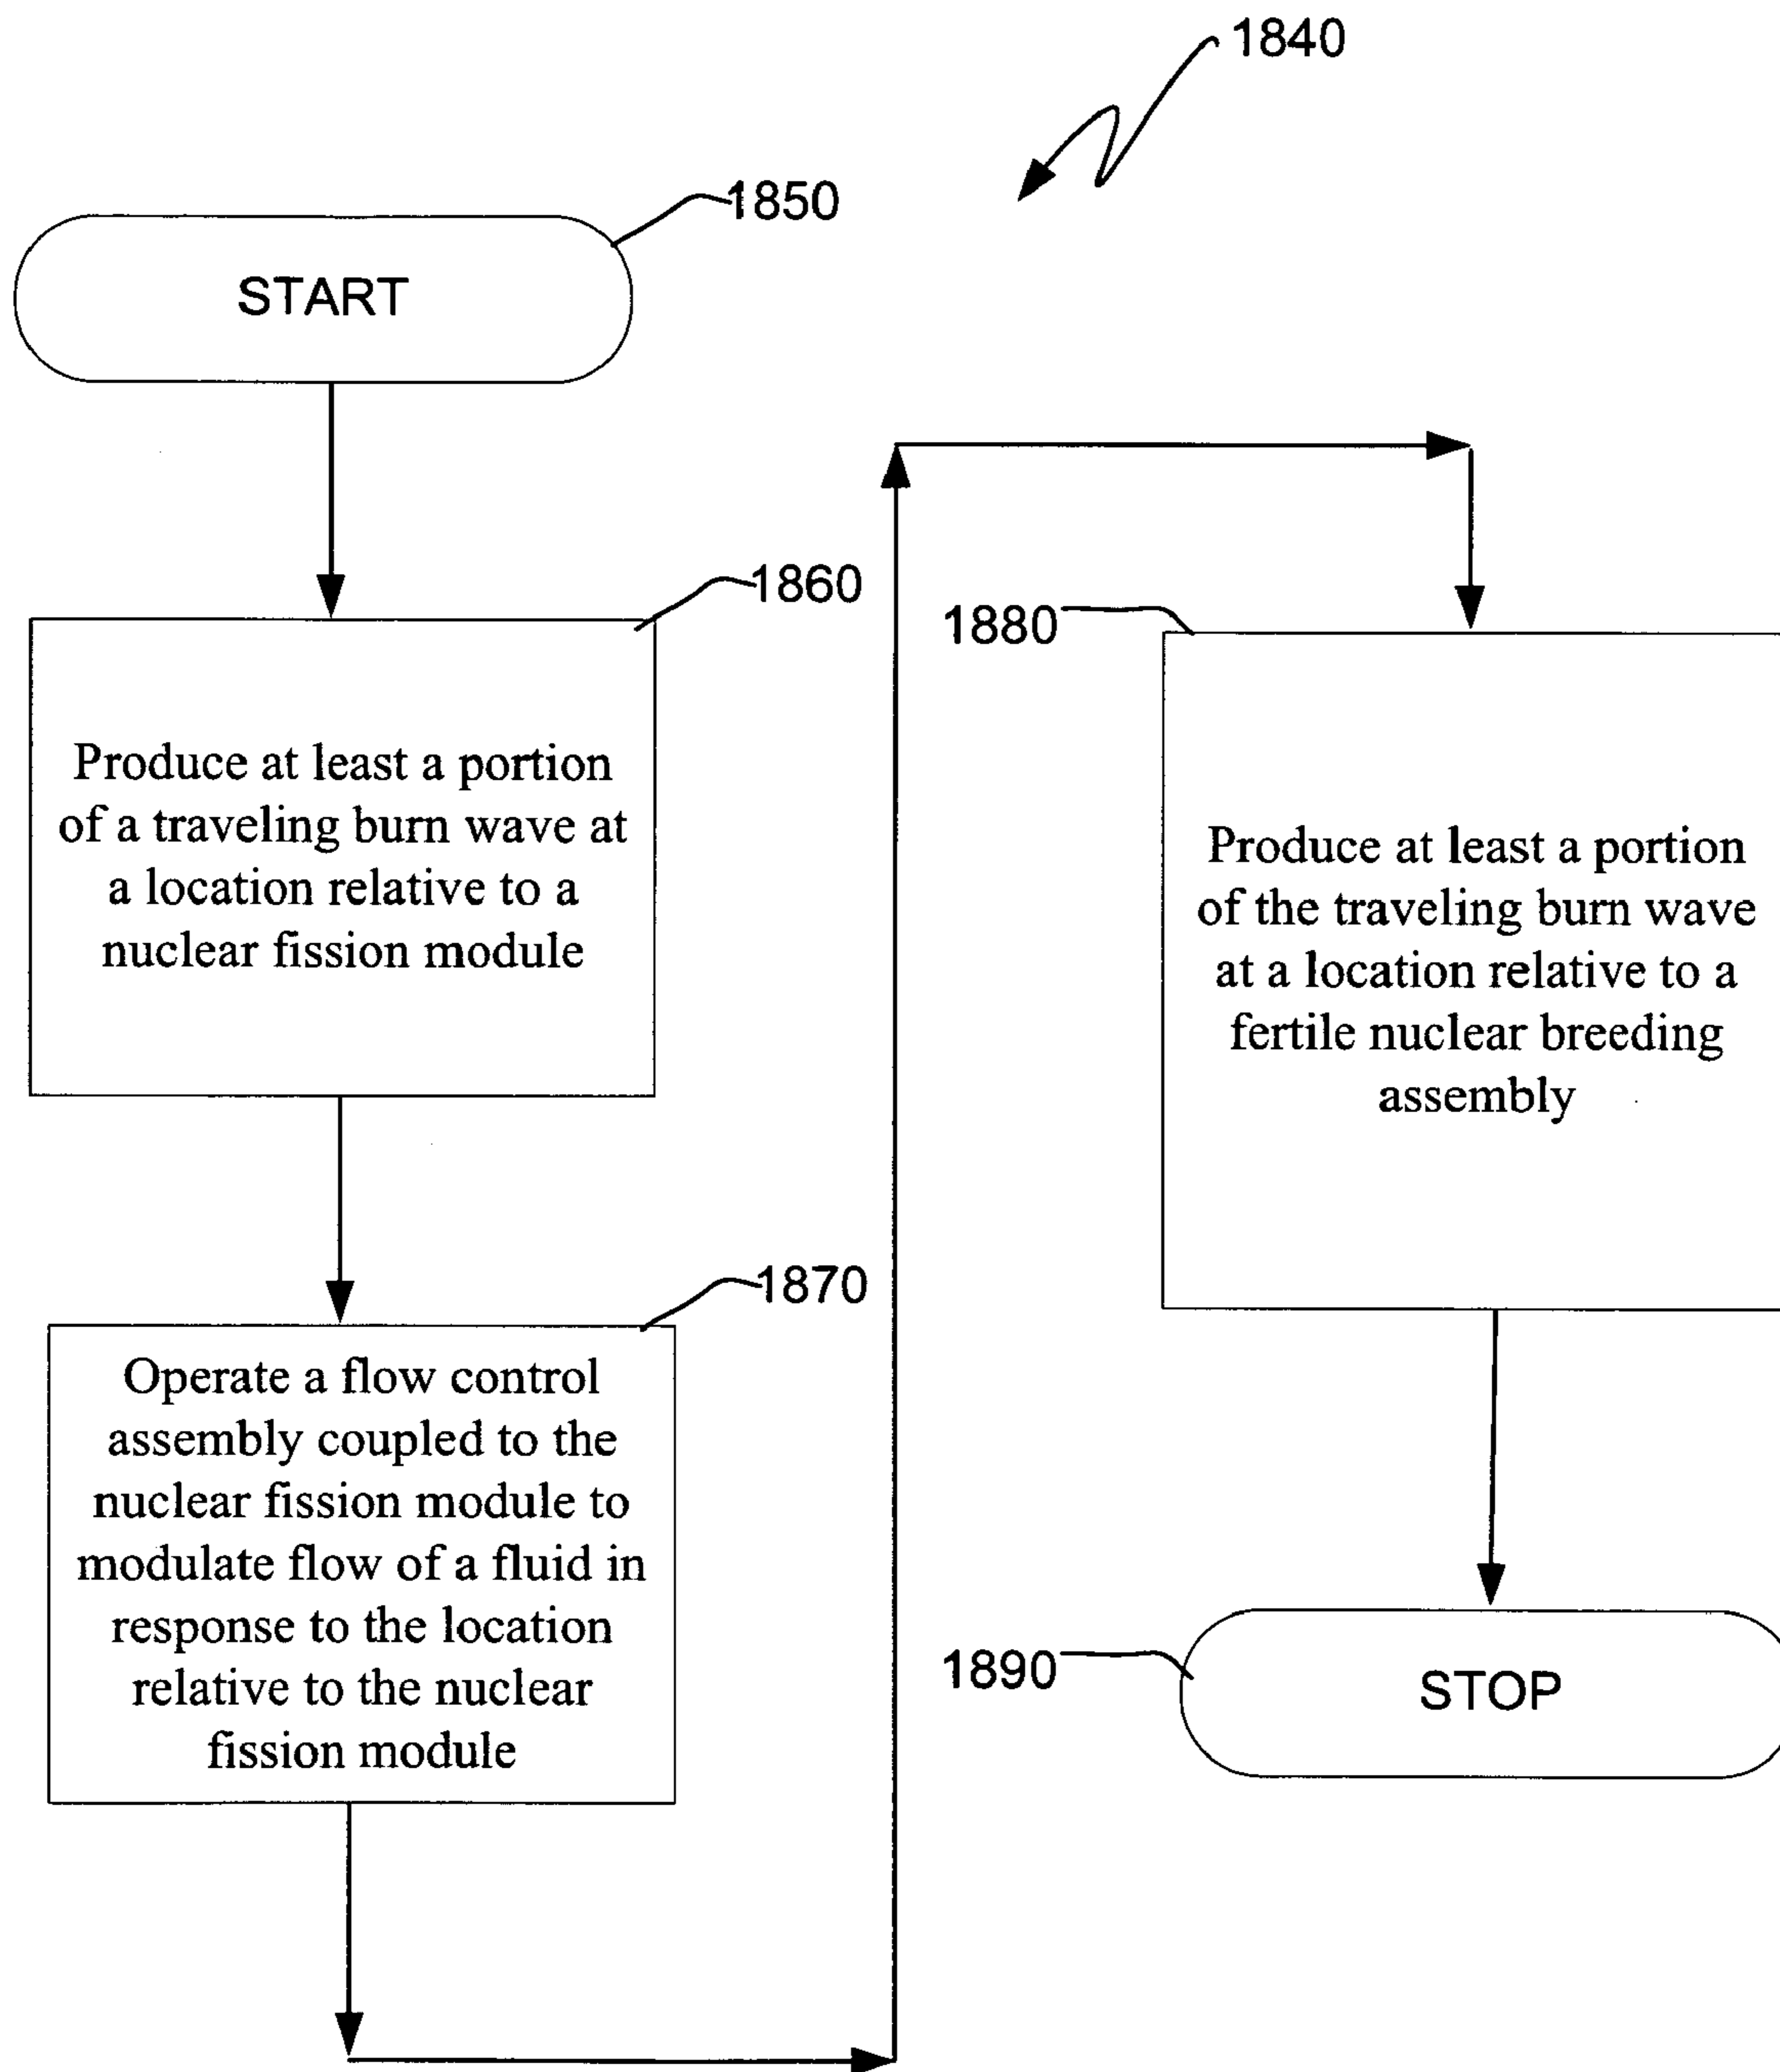 1840
1850
START
1860
Produce at least a portion
of a traveling burn wave at
a location relative to a
nuclear fission module
1870
Operate a flow control
assembly coupled to the
nuclear fission module to
modulate flow of a fluid in
response to the location
relative to the nuclear
fission module
1880
Produce at least a portion
of the traveling burn wave
at a location relative to a
fertile nuclear breeding
assembly
1890
STOP